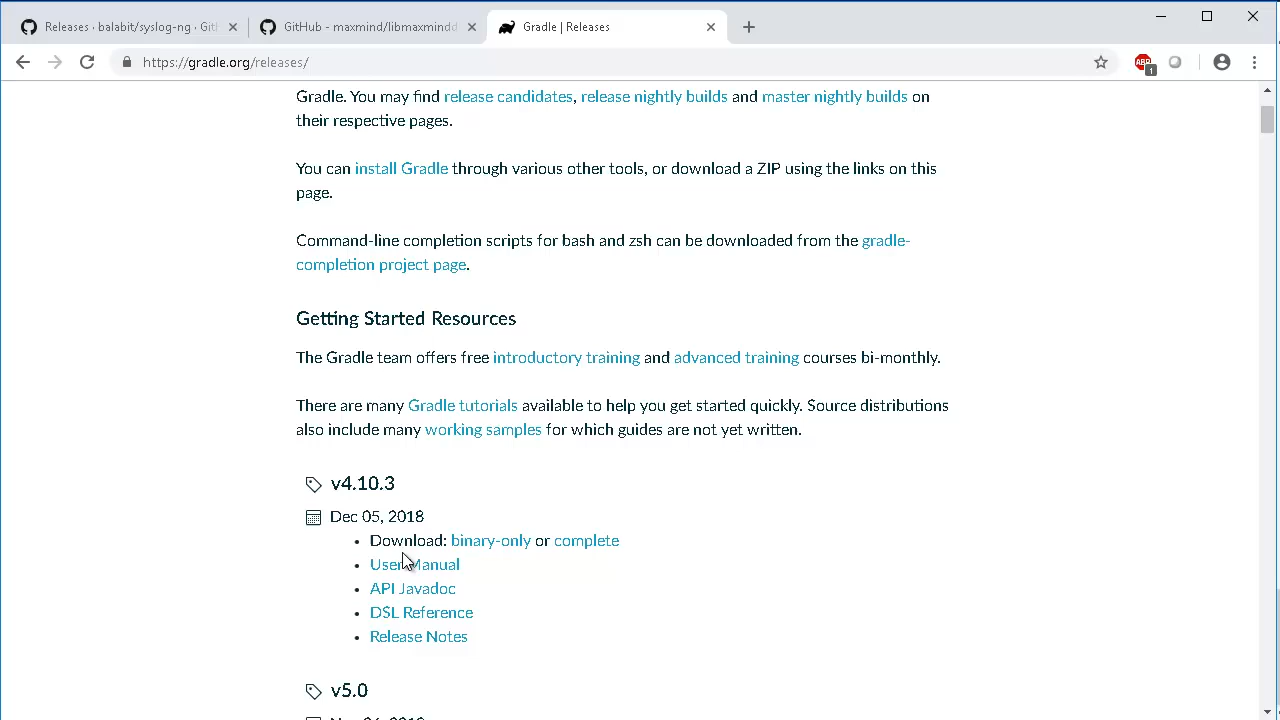 Releases · balabit/syslog-ng · Git
GitHub - maxmind/libmaxmindd
Gradle | Releases
https://gradle.org/releases/
ABP
1
Gradle. You may find release candidates, release nightly builds and master nightly builds on
their respective pages.
You can install Gradle through various other tools, or download a ZIP using the links on this
page.
Command-line completion scripts for bash and zsh can be downloaded from the gradle-
completion project page.
Getting Started Resources
The Gradle team offers free introductory training and advanced training courses bi-monthly.
There are many Gradle tutorials available to help you get started quickly. Source distributions
also include many working samples for which guides are not yet written.
v4.10.3
Dec 05, 2018
Download: binary-only or complete
User Manual
API Javadoc
DSL Reference
Release Notes
v5.0